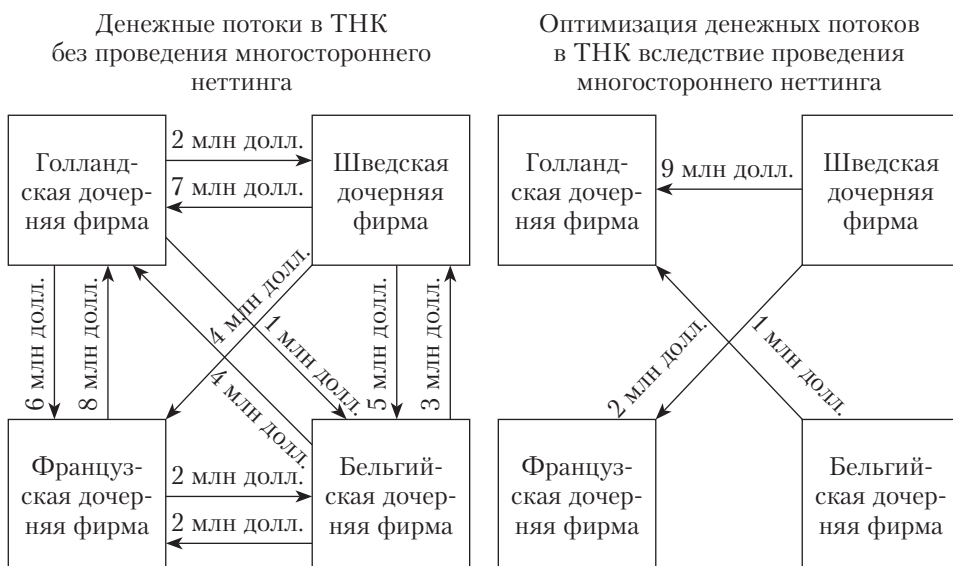 Денежные потоки в ТНК
без проведения многостороннего
неттинга
Голланд-
ская дочер-
няя фирма
2 млн долл.
7 млн долл.
Шведская
дочерняя
фирма
6 млн долл.
8 млн долл.
4 млн долл.
1 млн долл.
4 млн долл.
5 млн долл.
3 млн долл.
Француз-
ская дочер-
няя фирма
2 млн долл.
2 млн долл.
Бельгий-
ская дочер-
няя фирма
Оптимизация денежных потоков
в ТНК вследствие проведения
многостороннего неттинга
Голланд-
ская дочер-
няя фирма
9 млн долл.
Шведская
дочерняя
фирма
2 млн долл.
1 млн долл.
Француз-
ская дочер-
няя фирма
Бельгий-
ская дочер-
няя фирма